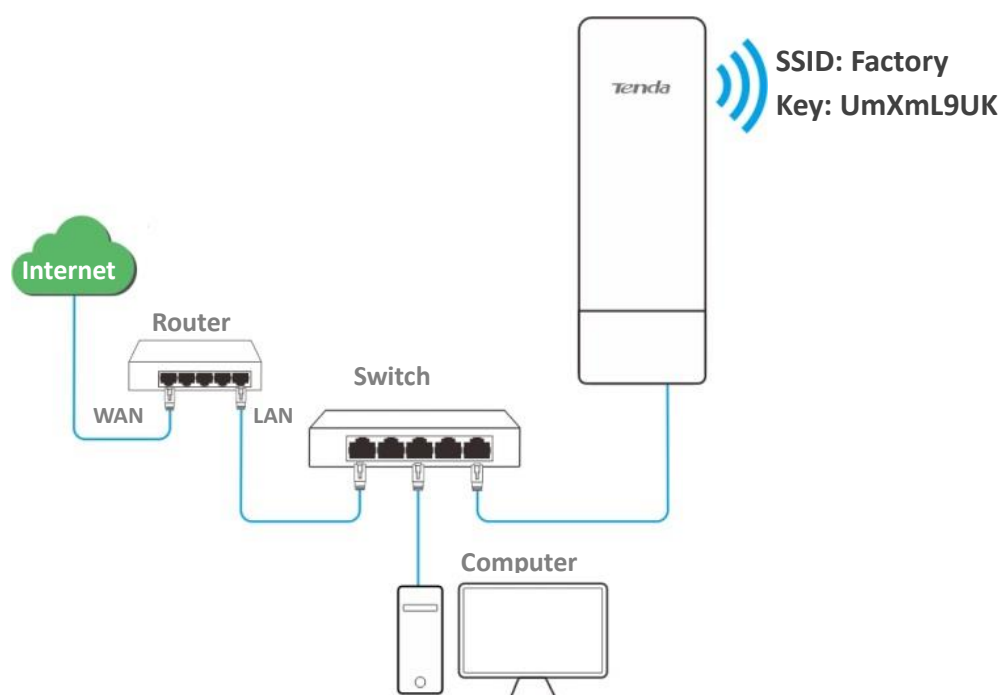 SSID: Factory
Key: UmXmL9UK
Tenda
Internet
Router
WAN
LAN
Switch
Computer